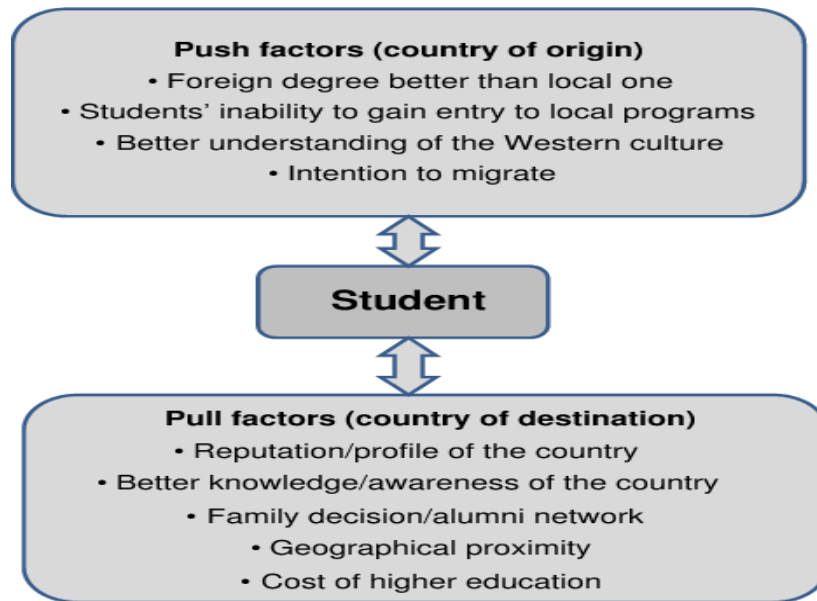 Push factors (country of origin)
• Foreign degree better than local one
• Students' inability to gain entry to local programs
• Better understanding of the Western culture
• Intention to migrate
Student
Pull factors (country of destination)
• Reputation/profile of the country
• Better knowledge/awareness of the country
• Family decision/alumni network
• Geographical proximity
• Cost of higher education